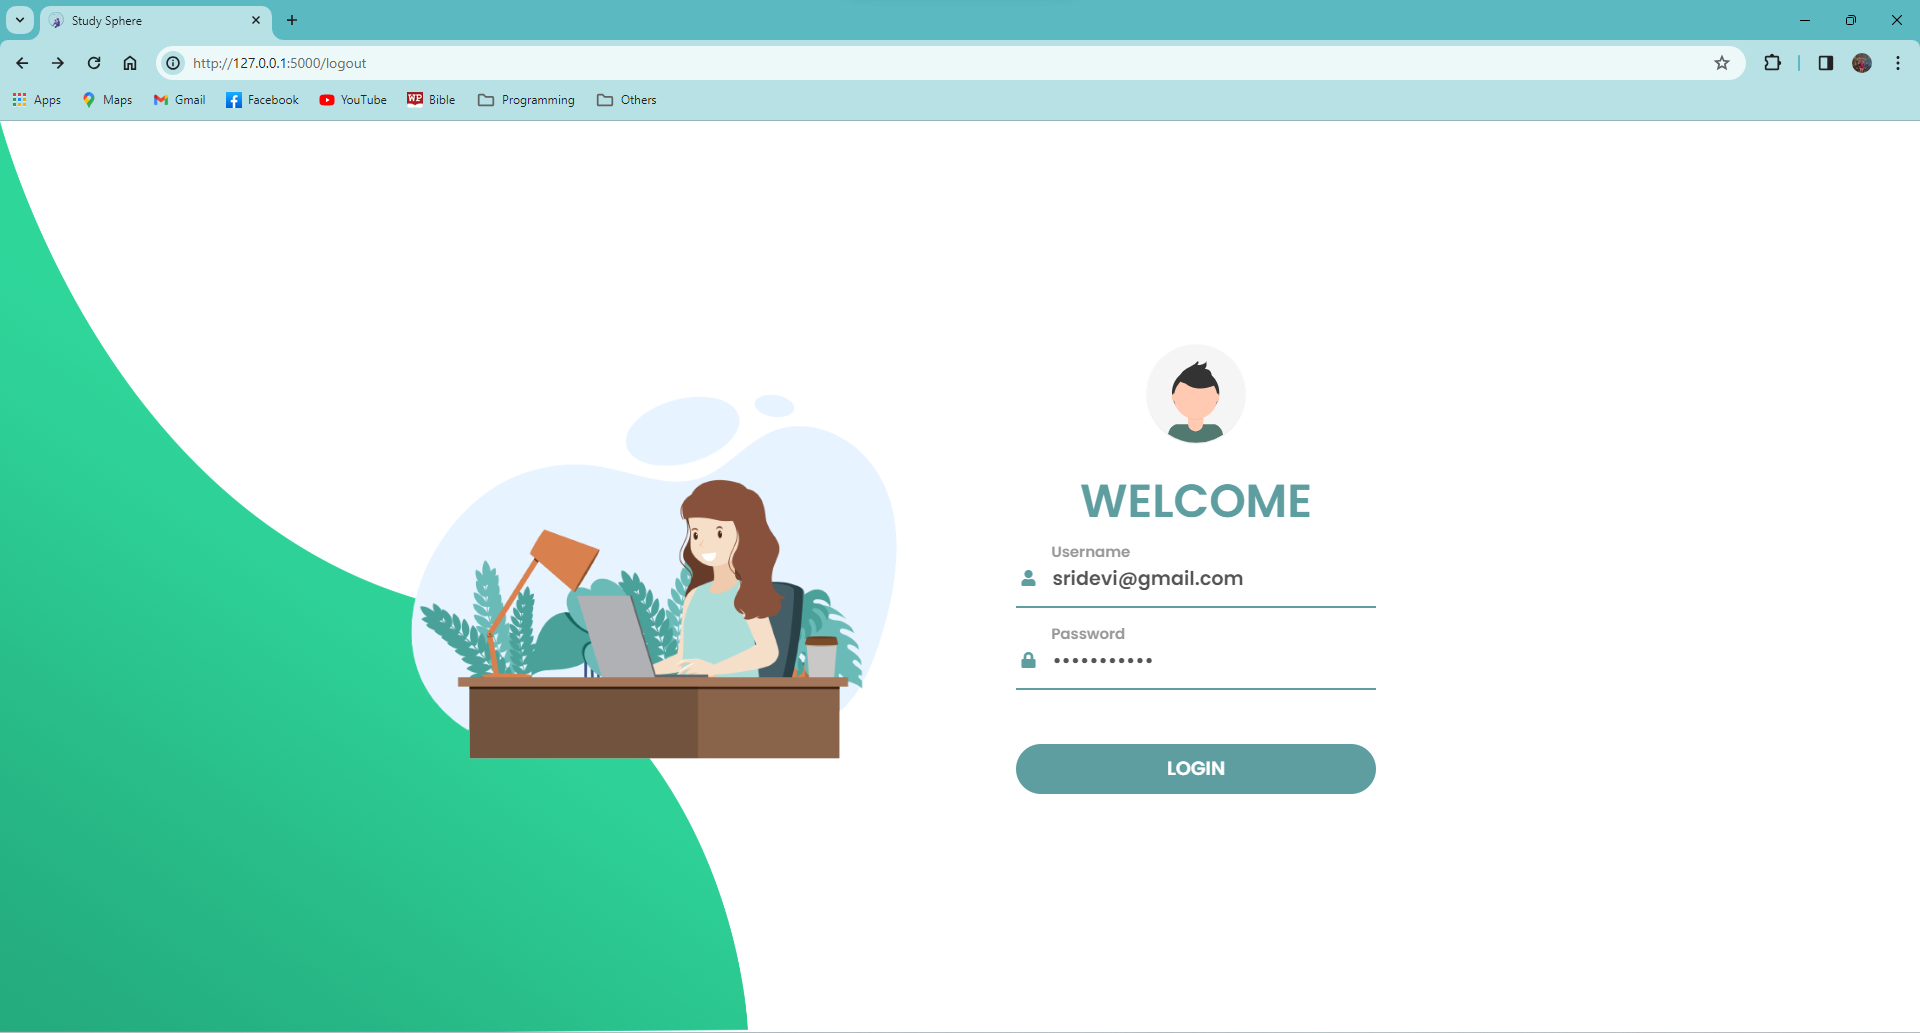 Study Sphere
http://127.0.0.1:5000/logout
Apps Maps Gmail Facebook YouTube WP Bible Programming Others
WELCOME
Username
sridevi@gmail.com
Password
•••••••••••
LOGIN